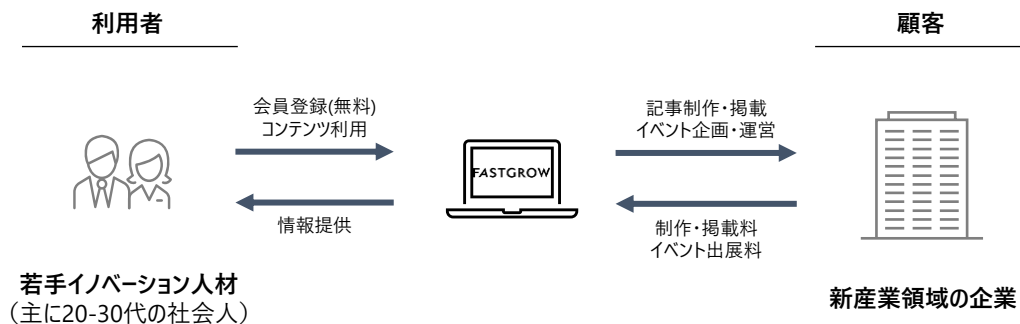 利用者
顧客
会員登録(無料)
コンテンツ利用
記事制作・掲載
イベント企画・運営
FASTGROW
情報提供
制作・掲載料
イベント出展料
若手イノベーション人材
（主に20-30代の社会人）
新産業領域の企業